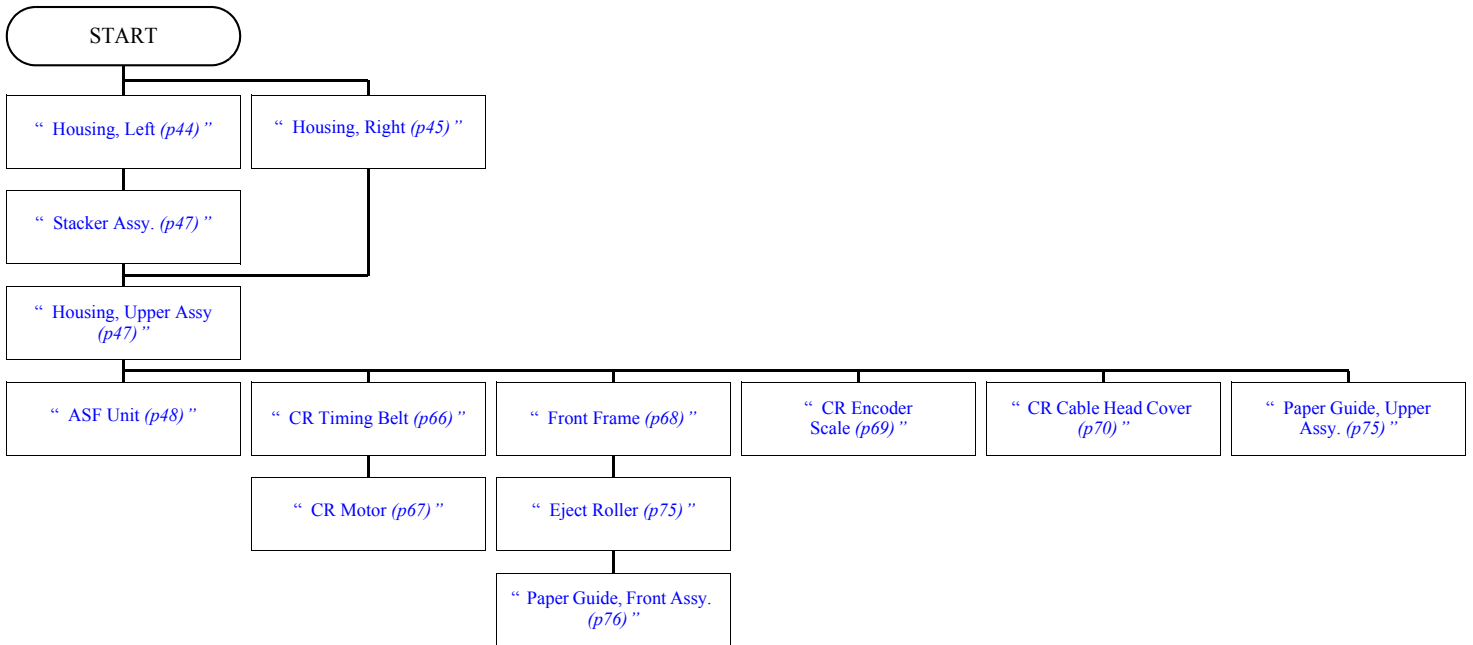 START
“ Housing, Left (p44) ”
“ Housing, Right (p45) ”
“ Stacker Assy. (p47) ”
“ Housing, Upper Assy
(p47) ”
“ ASF Unit (p48) ”
“ CR Timing Belt (p66) ”
“ Front Frame (p68) ”
“ CR Encoder
Scale (p69) ”
“ CR Cable Head Cover
(p70) ”
“ Paper Guide, Upper
Assy. (p75) ”
“ CR Motor (p67) ”
“ Eject Roller (p75) ”
“ Paper Guide, Front Assy.
(p76) ”